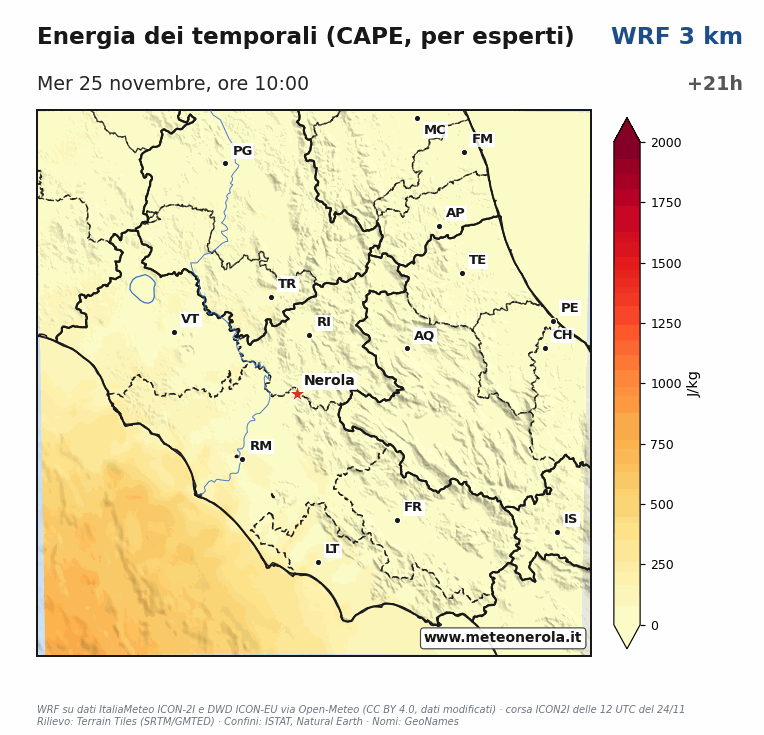 Energia dei temporali (CAPE, per esperti) WRF 3 km
Mer 25 novembre, ore 10:00 +21h
MC
FM
PG
AP
TE
TR
PE
VT
RI
AQ
CH
Nerola
RM
FR
IS
LT
www.meteonerola.it
2000
1750
1500
1250
1000
750
500
250
0
J/kg
WRF su dati ItaliaMeteo ICON-2I e DWD ICON-EU via Open-Meteo (CC BY 4.0, dati modificati) · corsa ICON2I delle 12 UTC del 24/11
Rilievo: Terrain Tiles (SRTM/GMTED) · Confini: ISTAT, Natural Earth · Nomi: GeoNames